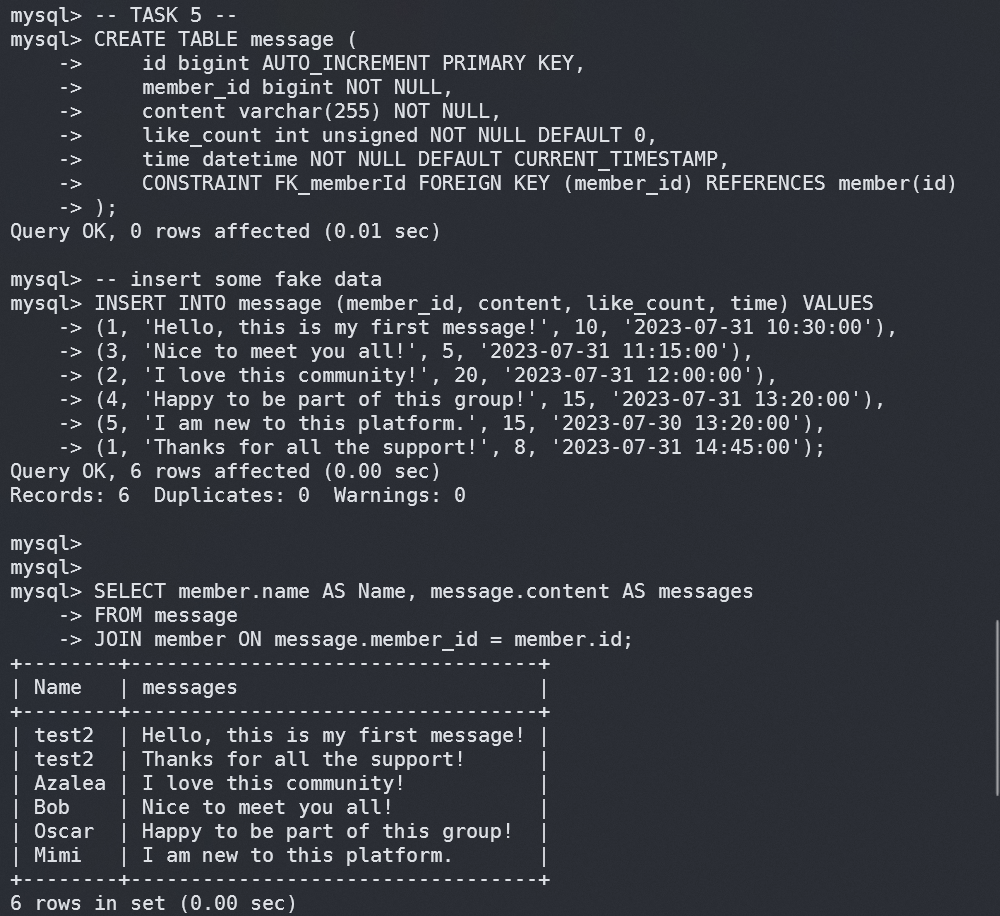 mysql> -- TASK 5 --
mysql> CREATE TABLE message (
    ->     id bigint AUTO_INCREMENT PRIMARY KEY,
    ->     member_id bigint NOT NULL,
    ->     content varchar(255) NOT NULL,
    ->     like_count int unsigned NOT NULL DEFAULT 0,
    ->     time datetime NOT NULL DEFAULT CURRENT_TIMESTAMP,
    ->     CONSTRAINT FK_memberId FOREIGN KEY (member_id) REFERENCES member(id)
    -> );
Query OK, 0 rows affected (0.01 sec)

mysql> -- insert some fake data
mysql> INSERT INTO message (member_id, content, like_count, time) VALUES
    -> (1, 'Hello, this is my first message!', 10, '2023-07-31 10:30:00'),
    -> (3, 'Nice to meet you all!', 5, '2023-07-31 11:15:00'),
    -> (2, 'I love this community!', 20, '2023-07-31 12:00:00'),
    -> (4, 'Happy to be part of this group!', 15, '2023-07-31 13:20:00'),
    -> (5, 'I am new to this platform.', 15, '2023-07-30 13:20:00'),
    -> (1, 'Thanks for all the support!', 8, '2023-07-31 14:45:00');
Query OK, 6 rows affected (0.00 sec)
Records: 6  Duplicates: 0  Warnings: 0

mysql>
mysql>
mysql> SELECT member.name AS Name, message.content AS messages
    -> FROM message
    -> JOIN member ON message.member_id = member.id;
+--------+----------------------------------+
| Name   | messages                         |
+--------+----------------------------------+
| test2  | Hello, this is my first message! |
| test2  | Thanks for all the support!      |
| Azalea | I love this community!           |
| Bob    | Nice to meet you all!            |
| Oscar  | Happy to be part of this group!  |
| Mimi   | I am new to this platform.       |
+--------+----------------------------------+
6 rows in set (0.00 sec)